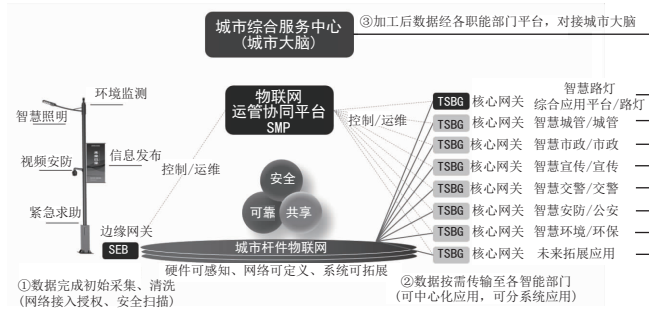 城市综合服务中心
(城市大脑)
③加工后数据经各职能部门平台，对接城市大脑
环境监测
智慧照明
视频安防
信息发布
紧急求助
边缘网关
SEB
控制/运维
物联网
运管协同平台
SMP
控制/运维
安全
可靠
共享
城市杆件物联网
硬件可感知、网络可定义、系统可拓展
TSBG 核心网关 智慧路灯
综合应用平台/路灯
TSBG 核心网关 智慧城管/城管
TSBG 核心网关 智慧市政/市政
TSBG 核心网关 智慧宣传/宣传
TSBG 核心网关 智慧交警/交警
TSBG 核心网关 智慧安防/公安
TSBG 核心网关 智慧环境/环保
TSBG 核心网关 未来拓展应用
①数据完成初始采集、清洗
(网络接入授权、安全扫描)
②数据按需传输至各智能部门
(可中心化应用，可分系统应用)